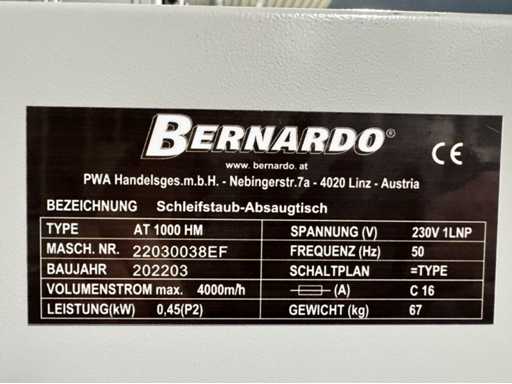 BERNARDO®
www. bernardo. at
CE
PWA Handelsges.m.b.H. - Nebingerstr.7a - 4020 Linz - Austria
BEZEICHNUNG Schleifstaub-Absaugtisch
TYPE AT 1000 HM SPANNUNG (V) 230V 1LNP
MASCH. NR. 22030038EF FREQUENZ (Hz) 50
BAUJAHR 202203 SCHALTPLAN =TYPE
VOLUMENSTROM max. 4000m/h (A) C 16
LEISTUNG(kW) 0,45(P2) GEWICHT (kg) 67